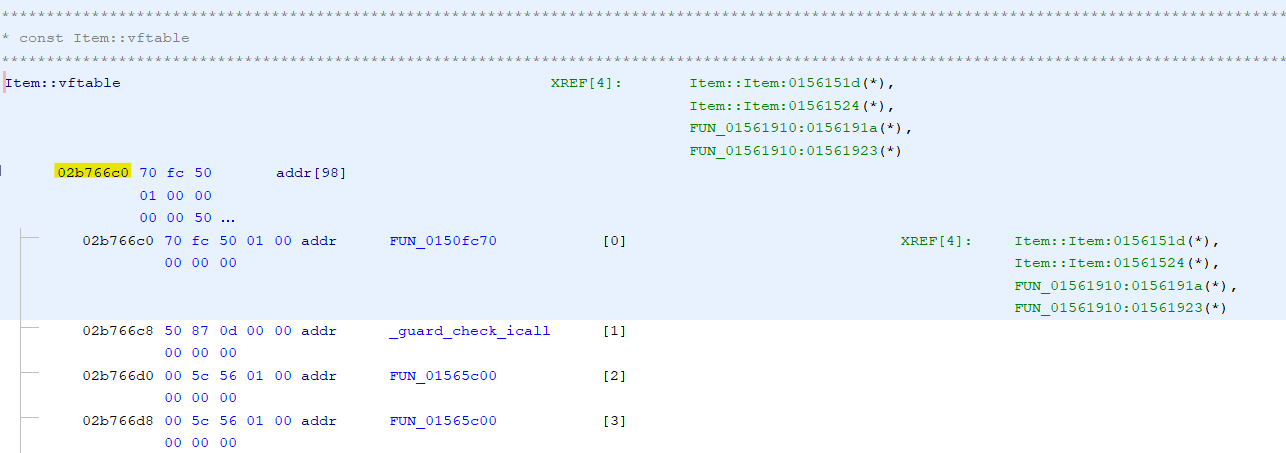 ********************************************************************************************************************************************
* const Item::vftable
********************************************************************************************************************************************
Item::vftable XREF[4]: Item::Item:0156151d(*),
Item::Item:01561524(*),
FUN_01561910:0156191a(*),
FUN_01561910:01561923(*)
02b766c0 70 fc 50 addr[98]
01 00 00
00 00 50 ...
02b766c0 70 fc 50 01 00 addr FUN_0150fc70 [0] XREF[4]: Item::Item:0156151d(*),
00 00 00 Item::Item:01561524(*),
FUN_01561910:0156191a(*),
FUN_01561910:01561923(*)
02b766c8 50 87 0d 00 00 addr _guard_check_icall [1]
00 00 00
02b766d0 00 5c 56 01 00 addr FUN_01565c00 [2]
00 00 00
02b766d8 00 5c 56 01 00 addr FUN_01565c00 [3]
00 00 00